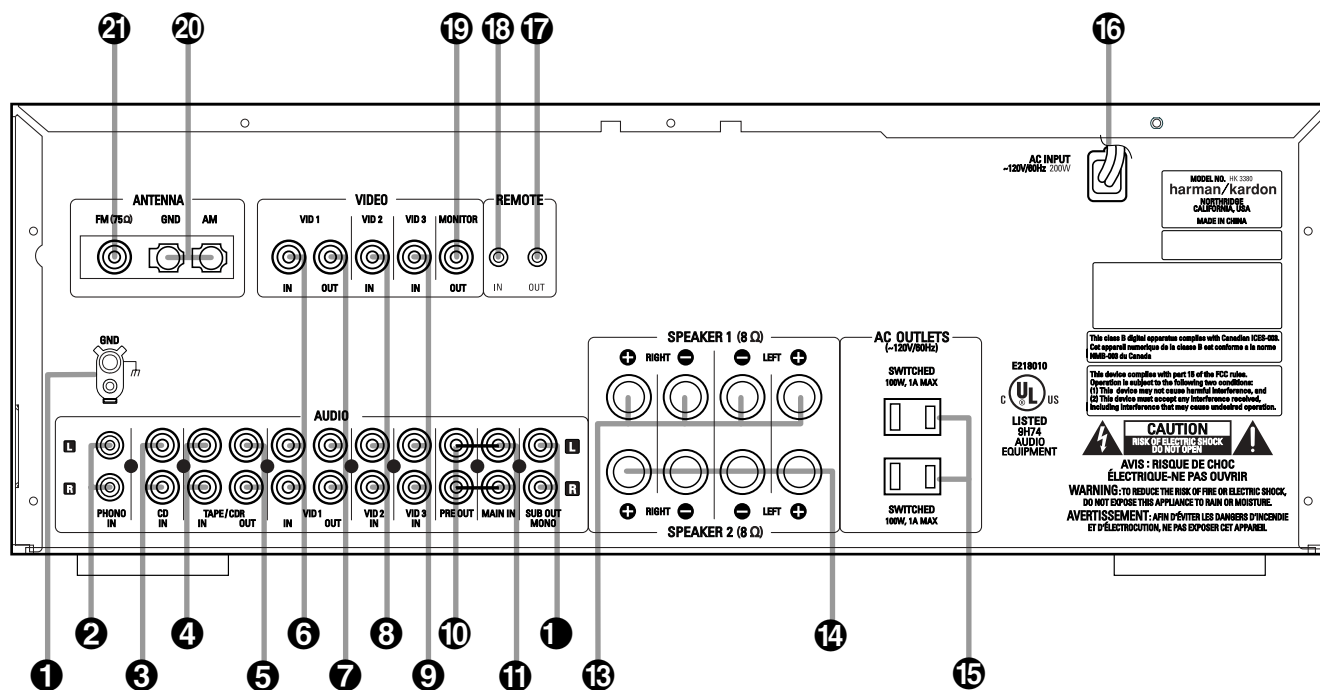 21 20 19 18 17 16
AC INPUT
~120V/60Hz 200W
MODEL NO. HK 3380
harman/kardon
NORTHRIDGE
CALIFORNIA, USA
MADE IN CHINA
ANTENNA
FM (75Ω) GND AM
VIDEO
VID 1 VID 2 VID 3 MONITOR
IN OUT IN IN OUT
REMOTE
IN OUT
GND
SPEAKER 1 (8 Ω)
+ RIGHT − − LEFT +
+ RIGHT − − LEFT +
SPEAKER 2 (8 Ω)
AC OUTLETS
(~120V/60Hz)
SWITCHED
100W, 1A MAX
SWITCHED
100W, 1A MAX
E218010
C UL US
LISTED
9H74
AUDIO
EQUIPMENT
This class B digital apparatus complies with Canadian ICES-003.
Cet appareil numerique de la classe B est conforme a la norme
NMB-003 du Canada
This device complies with part 15 of the FCC rules.
Operation is subject to the following two conditions:
(1) This device may not cause harmful interference, and
(2) This device must accept any interference received,
including interference that may cause undesired operation.
CAUTION
RISK OF ELECTRIC SHOCK
DO NOT OPEN
AVIS : RISQUE DE CHOC
ÉLECTRIQUE-NE PAS OUVRIR
WARNING: TO REDUCE THE RISK OF FIRE OR ELECTRIC SHOCK,
DO NOT EXPOSE THIS APPLIANCE TO RAIN OR MOISTURE.
AVERTISSEMENT: AFIN D'ÉVITER LES DANGERS D'INCENDIE
ET D'ÉLECTROCUTION, NE PAS EXPOSER CET APPAREIL
AUDIO
L L
R R
PHONO CD TAPE/CDR VID1 VID 2 VID 3 PRE OUT MAIN IN SUB OUT
IN IN IN OUT IN OUT IN IN MONO
2 4 6 8 10 1 14
1 3 5 7 9 11 13 15